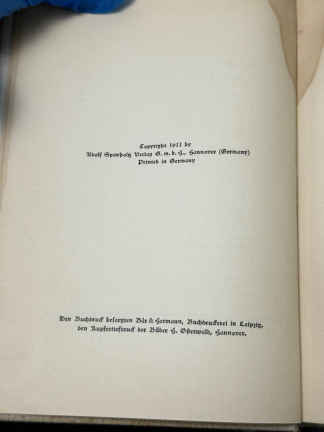 Copyright 1911 by
Adolf Sponholtz Verlag G. m. b. H., Hannover (Germany)
Printed in Germany
Den Buchdruck besorgten Bär & Hermann, Buchdruckerei in Leipzig,
den Kupfertiefdruck der Bilder H. Osterwald, Hannover.